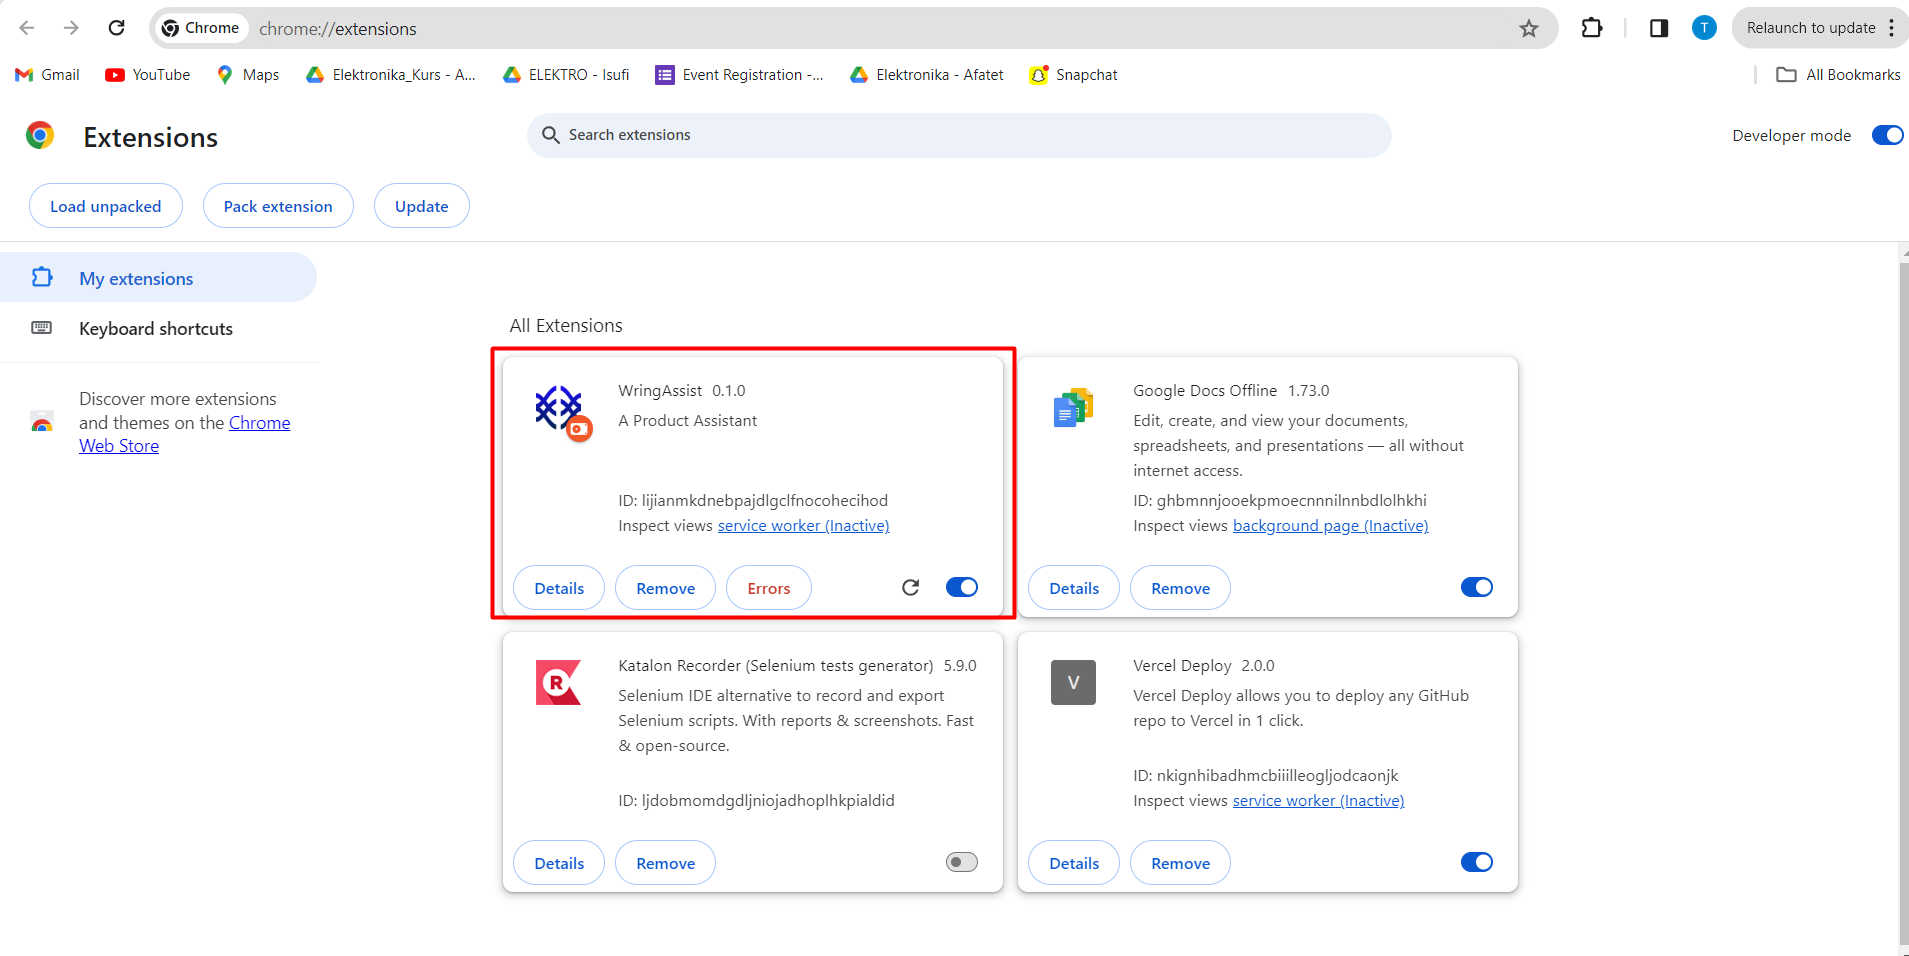 Chrome chrome://extensions T Relaunch to update
Gmail YouTube Maps Elektronika_Kurs - A... ELEKTRO - Isufi Event Registration -... Elektronika - Afatet Snapchat All Bookmarks
Extensions
Search extensions
Developer mode
Load unpacked Pack extension Update
My extensions
Keyboard shortcuts
Discover more extensions
and themes on the Chrome
Web Store
All Extensions
WringAssist 0.1.0
A Product Assistant
ID: lijianmkdnebpajdlgclfnocohecihod
Inspect views service worker (Inactive)
Details Remove Errors
Google Docs Offline 1.73.0
Edit, create, and view your documents,
spreadsheets, and presentations — all without
internet access.
ID: ghbmnnjooekpmoecnnnilnnbdlolhkhi
Inspect views background page (Inactive)
Details Remove
R
Katalon Recorder (Selenium tests generator) 5.9.0
Selenium IDE alternative to record and export
Selenium scripts. With reports & screenshots. Fast
& open-source.
ID: ljdobmomdgdljniojadhoplhkpialdid
Details Remove
V
Vercel Deploy 2.0.0
Vercel Deploy allows you to deploy any GitHub
repo to Vercel in 1 click.
ID: nkignhibadhmcbiiilleogljodcaonjk
Inspect views service worker (Inactive)
Details Remove